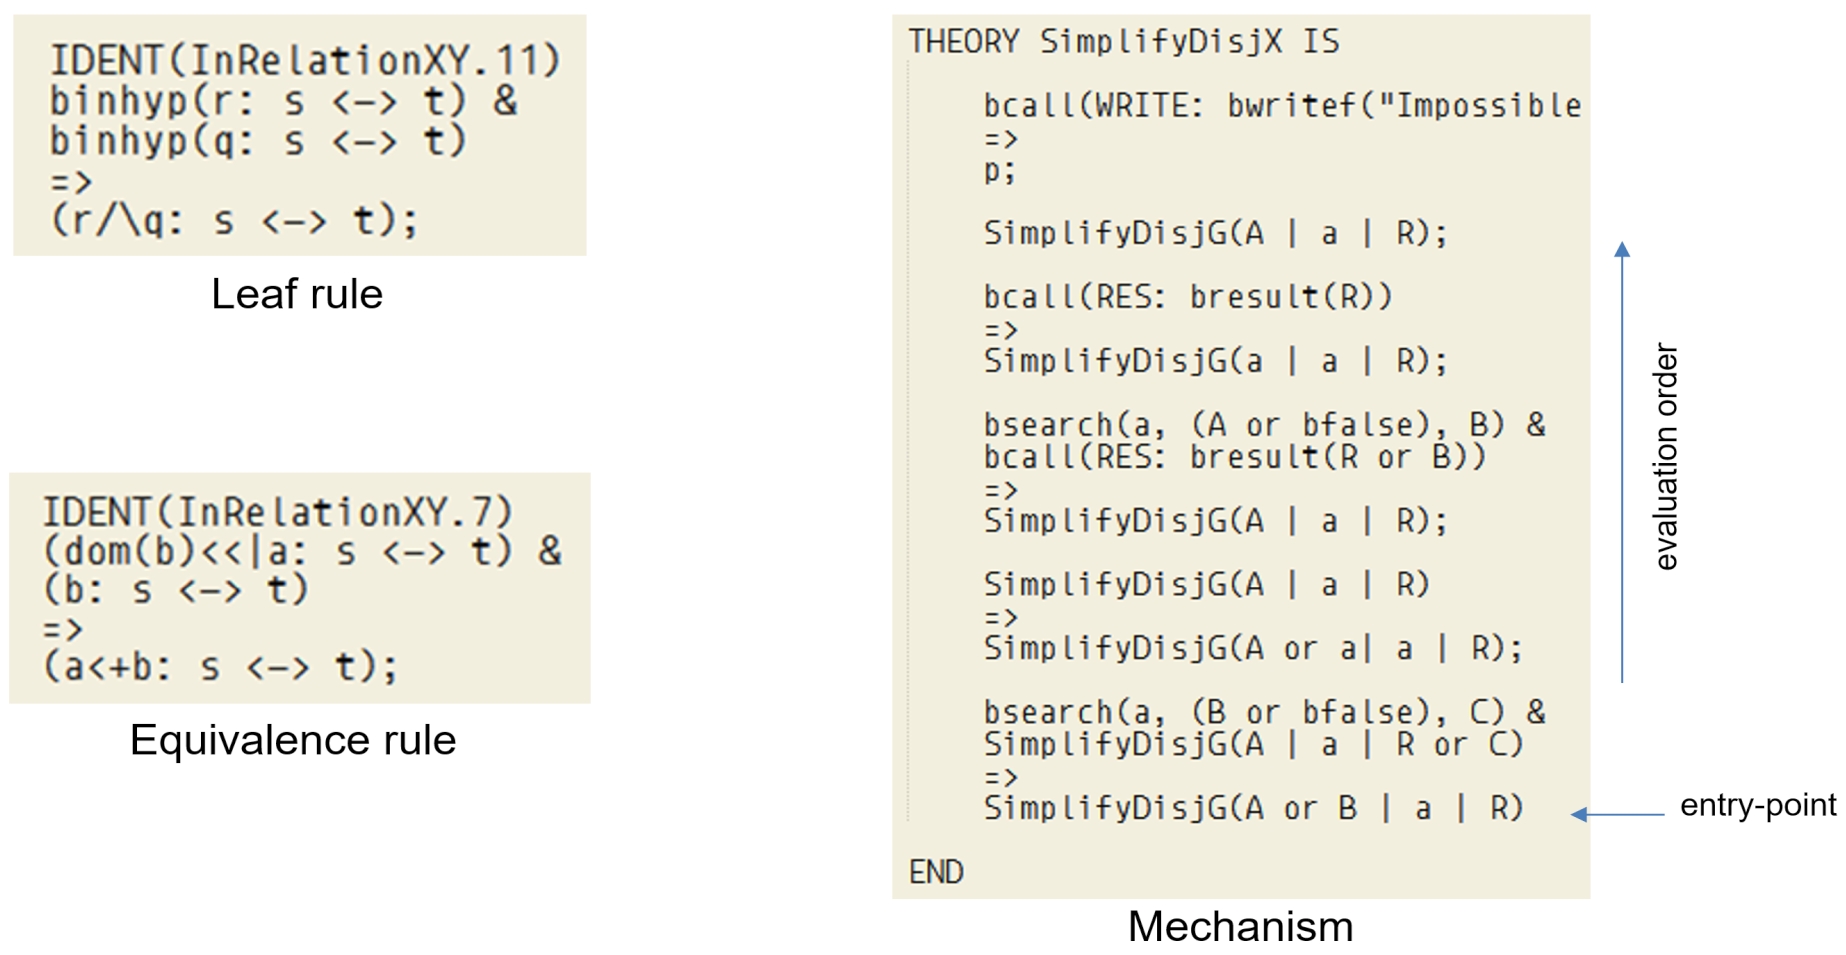 IDENT(InRelationXY.11)
binhyp(r: s <-> t) &
binhyp(q: s <-> t)
=>
(r/\q: s <-> t);
Leaf rule
IDENT(InRelationXY.7)
(dom(b)<<|a: s <-> t) &
(b: s <-> t)
=>
(a<+b: s <-> t);
Equivalence rule
THEORY SimplifyDisjX IS
bcall(WRITE: bwritef("Impossible
=>
p;
SimplifyDisjG(A | a | R);
bcall(RES: bresult(R))
=>
SimplifyDisjG(a | a | R);
bsearch(a, (A or bfalse), B) &
bcall(RES: bresult(R or B))
=>
SimplifyDisjG(A | a | R);
SimplifyDisjG(A | a | R)
=>
SimplifyDisjG(A or a| a | R);
bsearch(a, (B or bfalse), C) &
SimplifyDisjG(A | a | R or C)
=>
SimplifyDisjG(A or B | a | R)
END
Mechanism
evaluation order
entry-point